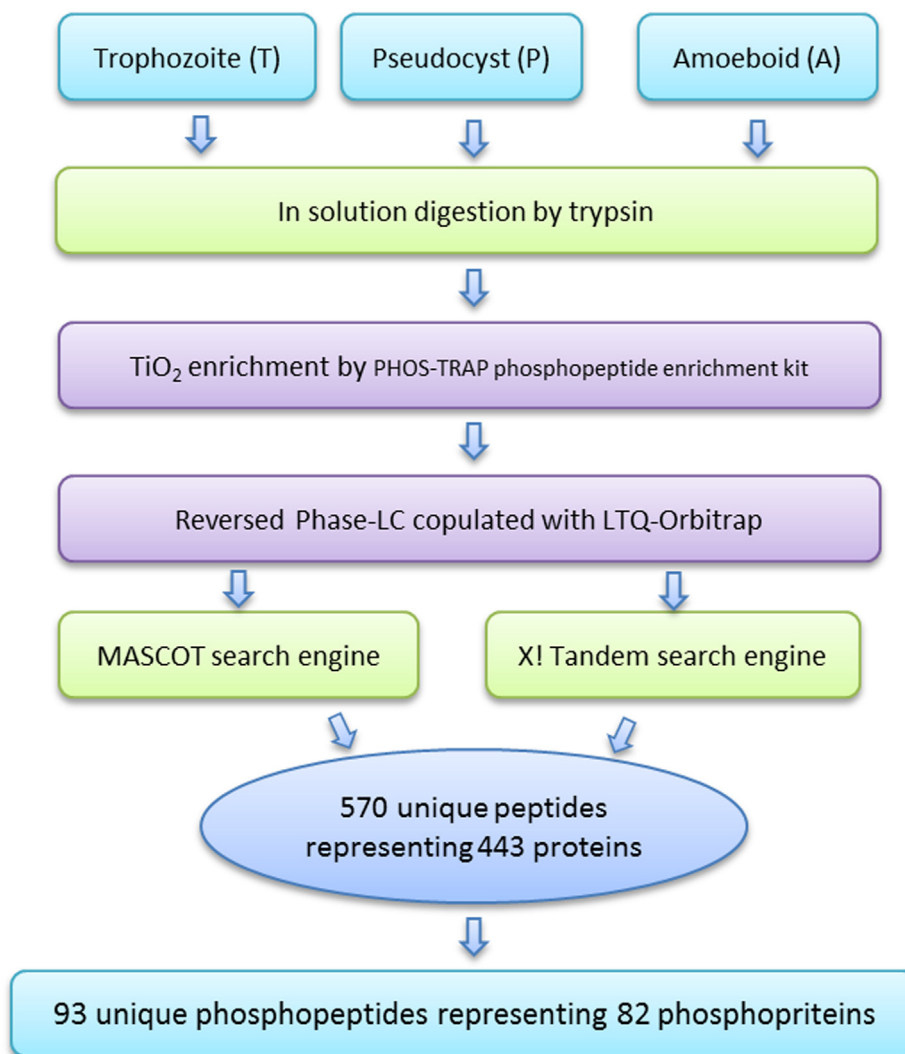 Trophozoite (T)
Pseudocyst (P)
Amoeboid (A)
In solution digestion by trypsin
TiO₂ enrichment by PHOS-TRAP phosphopeptide enrichment kit
Reversed Phase-LC copulated with LTQ-Orbitrap
MASCOT search engine
X! Tandem search engine
570 unique peptides
representing 443 proteins
93 unique phosphopeptides representing 82 phosphopriteins